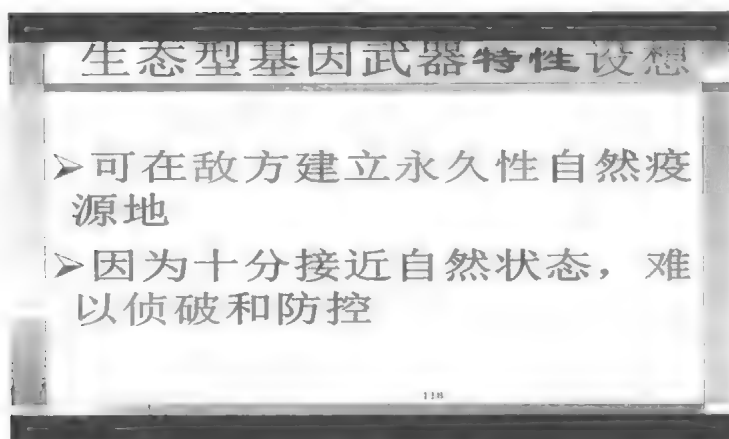 生态型基因武器特性设想
➢可在敌方建立永久性自然疫
源地
➢因为十分接近自然状态，难
以侦破和防控
118